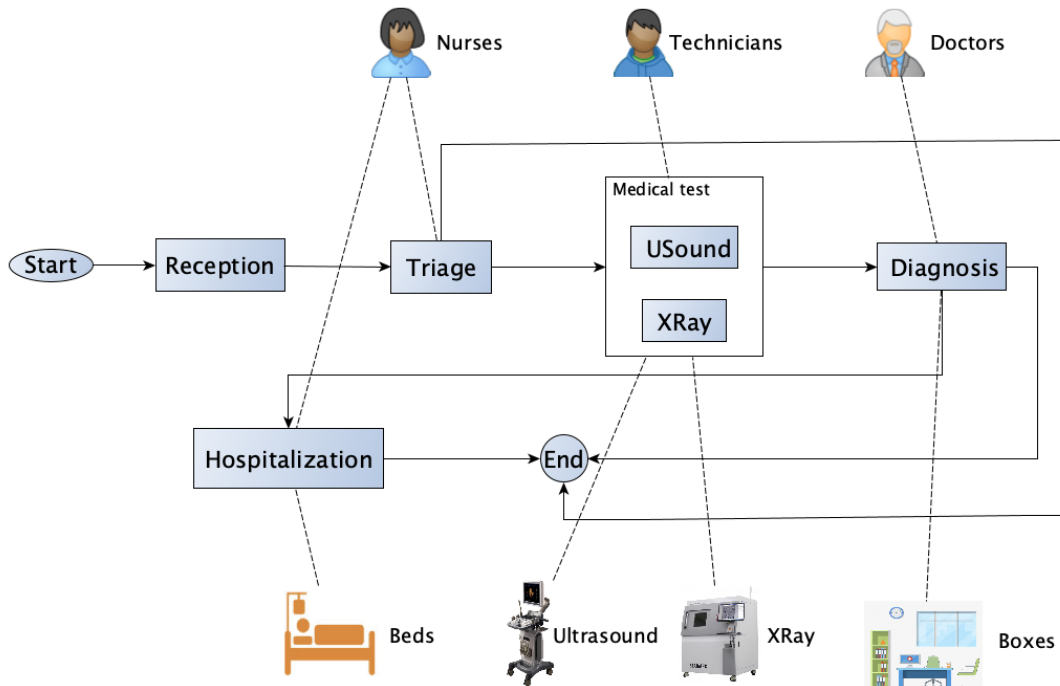 Nurses
Technicians
Doctors
Medical test
Start
Reception
Triage
USound
Diagnosis
XRay
Hospitalization
End
Beds
Ultrasound
XRay
Boxes